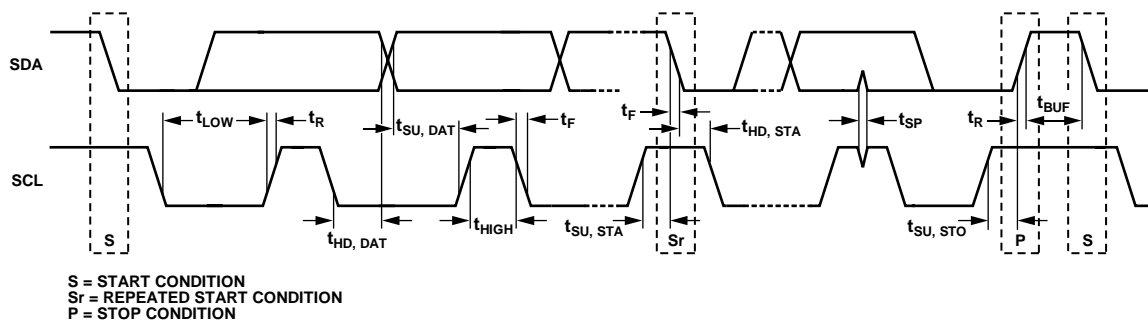 SDA
tLOW
tR
tSU, DAT
tF
tF
tHD, STA
tSP
tR
tBUF
SCL
S
tHD, DAT
tHIGH
tSU, STA
Sr
tSU, STO
P
S
S = START CONDITION
Sr = REPEATED START CONDITION
P = STOP CONDITION